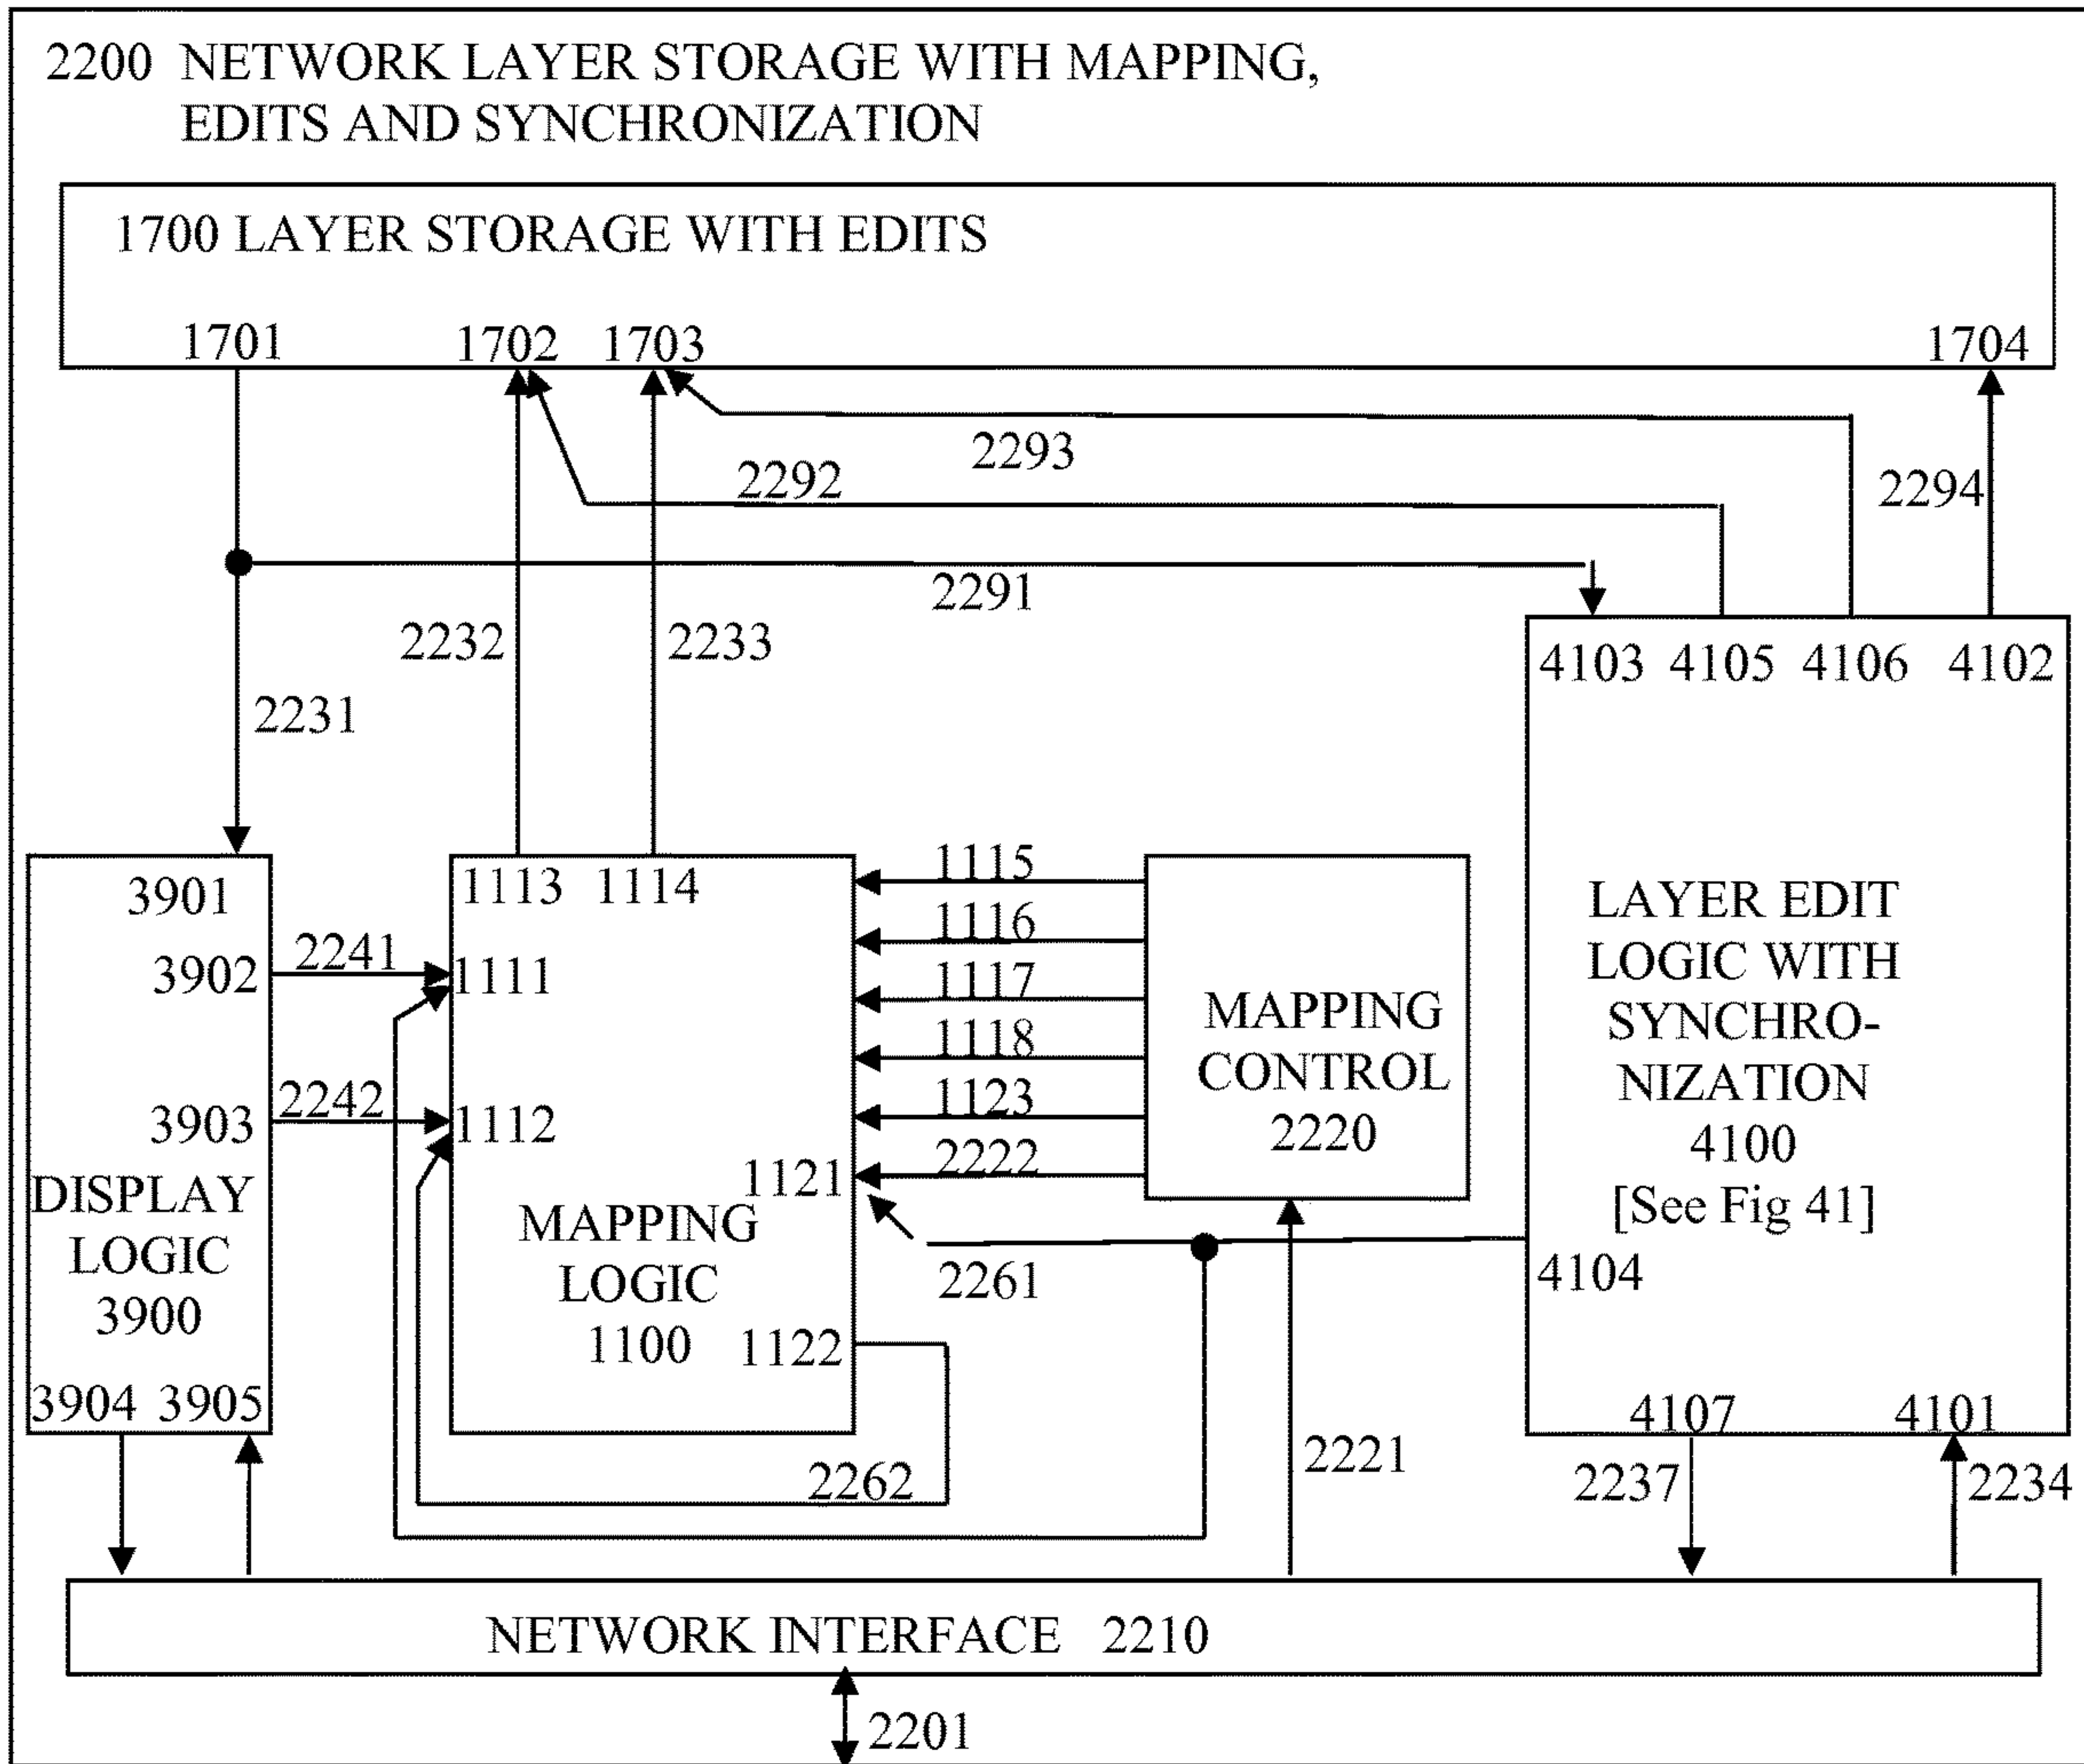 2200 NETWORK LAYER STORAGE WITH MAPPING,
EDITS AND SYNCHRONIZATION
1700 LAYER STORAGE WITH EDITS
1701 1702 1703 1704
2293
2292
2294
2291
2232 2233
4103 4105 4106 4102
2231
1115
3901
1113 1114
1116
3902
2241
1111
1117
1118
1123
2222
3903
2242
1112
1121
DISPLAY
LOGIC
3900
MAPPING
LOGIC
1100
1122
MAPPING
CONTROL
2220
LAYER EDIT
LOGIC WITH
SYNCHRO-
NIZATION
4100
[See Fig 41]
2261
4104
3904 3905
4107 4101
2262
2221
2237
2234
NETWORK INTERFACE 2210
2201